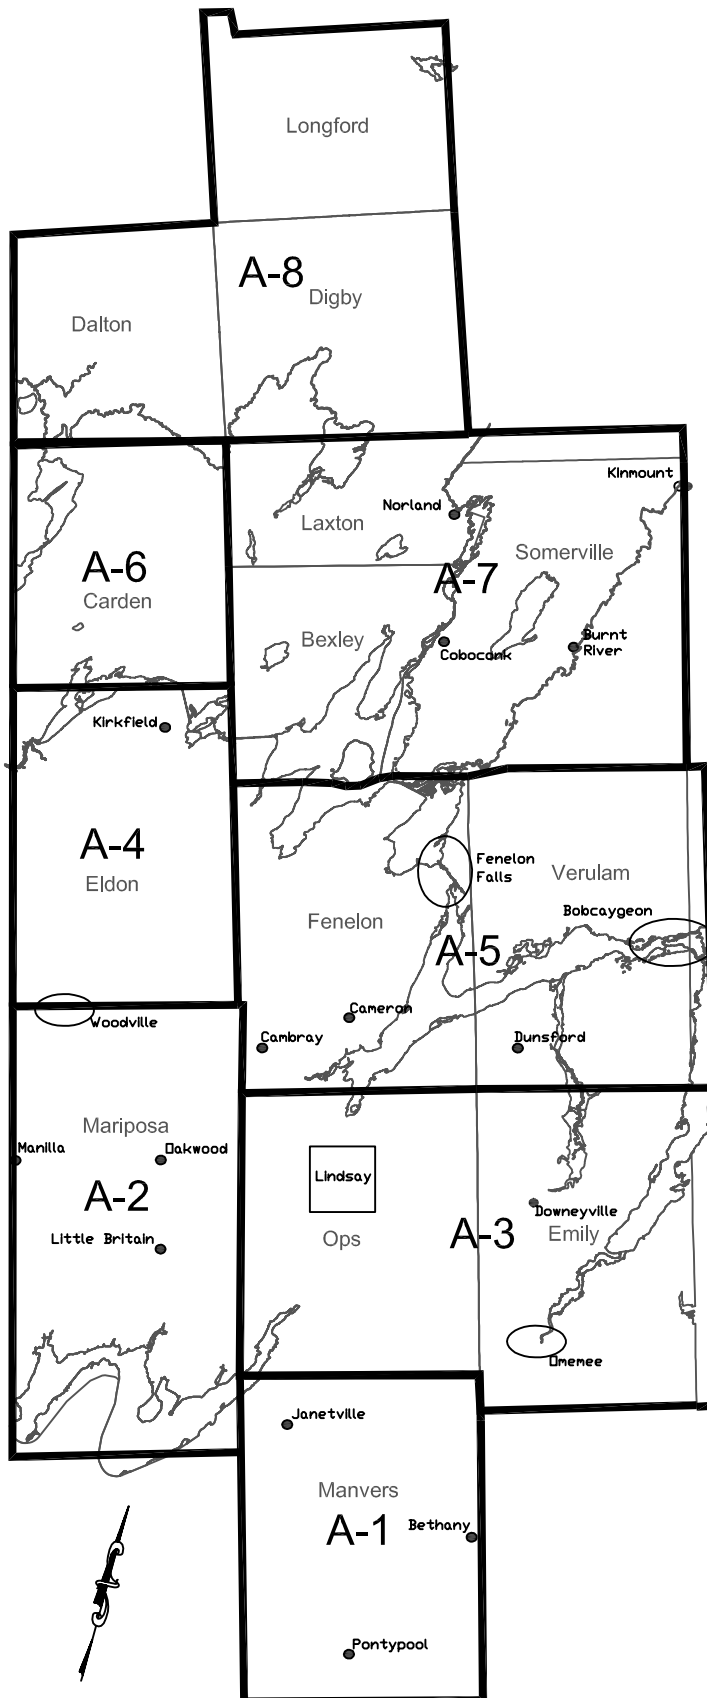 Longford
A-8
Digby
Dalton
Kinmount
Norland
Laxton
Somerville
A-6
A-7
Carden
Bexley
Coboconk
Burnt
River
Kirkfield
A-4
Eldon
Fenelon
Falls
Verulam
Bobcaygeon
Fenelon
A-5
Woodville
Cameron
Cambray
Dunsford
Mariposa
Manilla
Oakwood
Lindsay
A-2
Downeyville
Little Britain
Ops
A-3
Emily
Omemee
Janetville
Manvers
A-1
Bethany
Pontypool